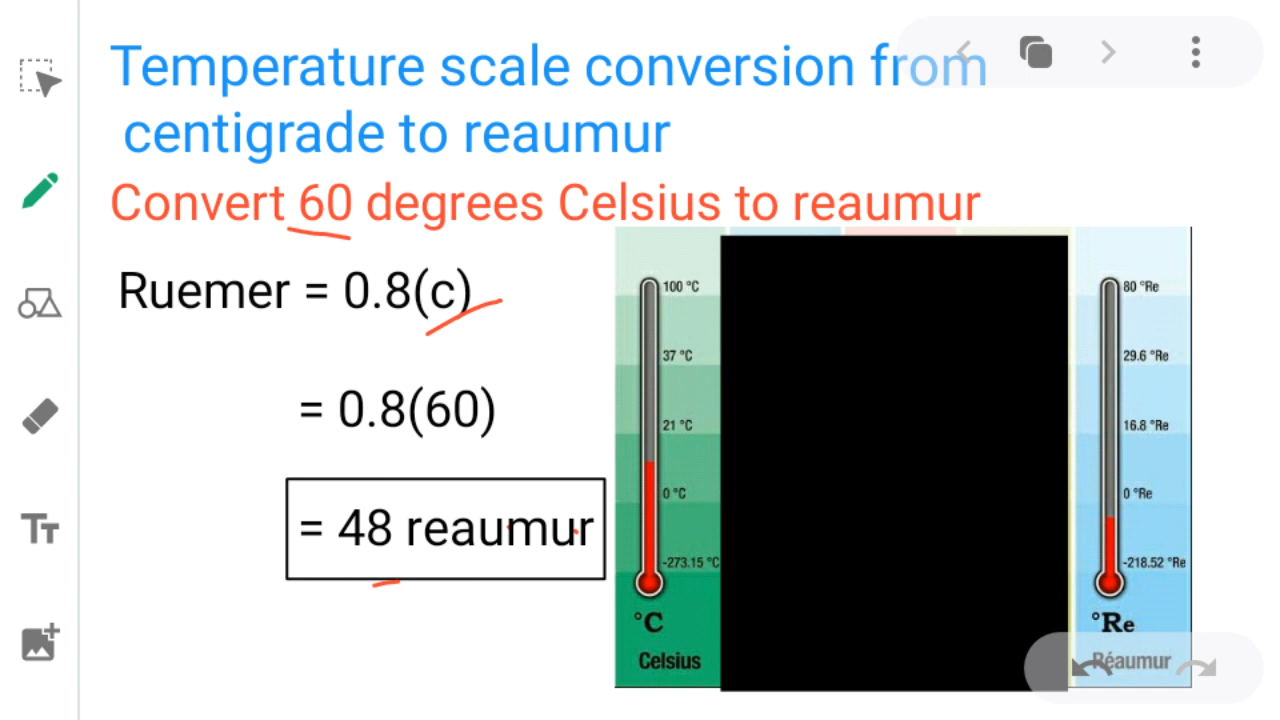 Temperature scale conversion from
centigrade to reaumur
Convert 60 degrees Celsius to reaumur
Ruemer = 0.8(c)
= 0.8(60)
= 48 reaumur
100 °C
37 °C
21 °C
0 °C
-273.15 °C
°C
Celsius
80 °Re
29.6 °Re
16.8 °Re
0 °Re
-218.52 °Re
°Re
Réaumur
TT